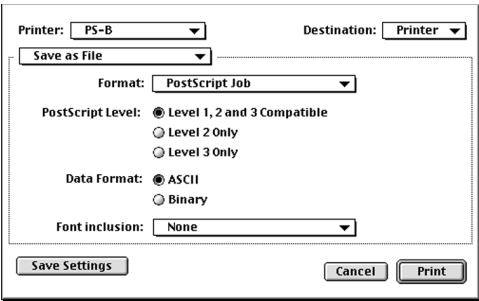 Printer: PS-B Destination: Printer
Save as File
Format: PostScript Job
PostScript Level: Level 1, 2 and 3 Compatible
Level 2 Only
Level 3 Only
Data Format: ASCII
Binary
Font inclusion: None
Save Settings Cancel Print